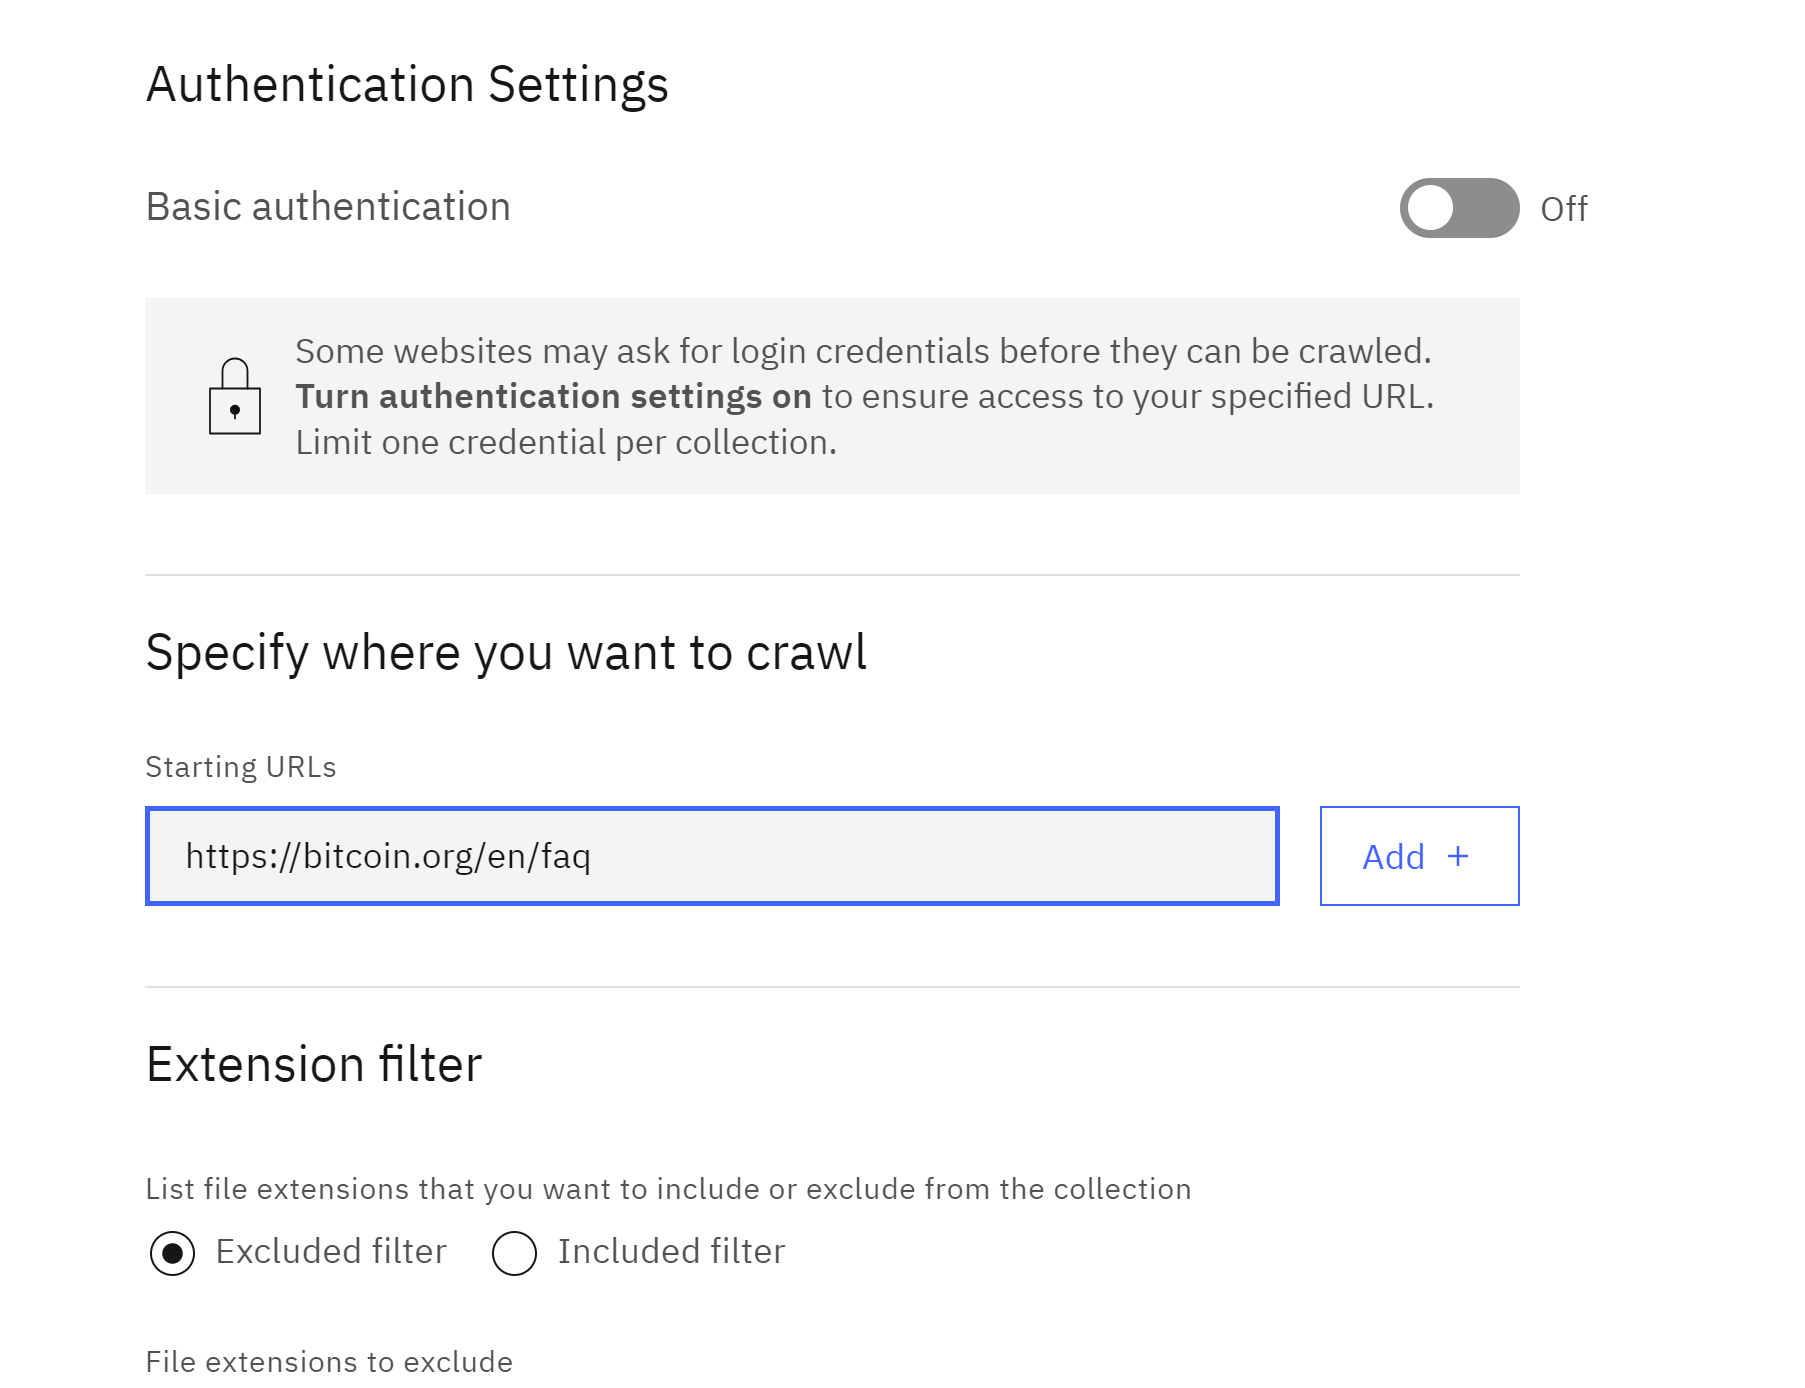 Authentication Settings
Basic authentication
Off
Some websites may ask for login credentials before they can be crawled.
Turn authentication settings on to ensure access to your specified URL.
Limit one credential per collection.
Specify where you want to crawl
Starting URLs
https://bitcoin.org/en/faq
Add +
Extension filter
List file extensions that you want to include or exclude from the collection
Excluded filter Included filter
File extensions to exclude